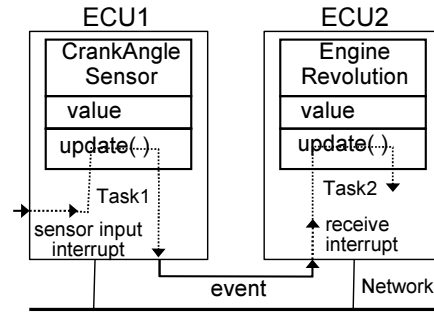 ECU1
CrankAngle
Sensor
value
update( )
Task1
sensor input
interrupt
ECU2
Engine
Revolution
value
update( )
Task2
receive
interrupt
event
Network